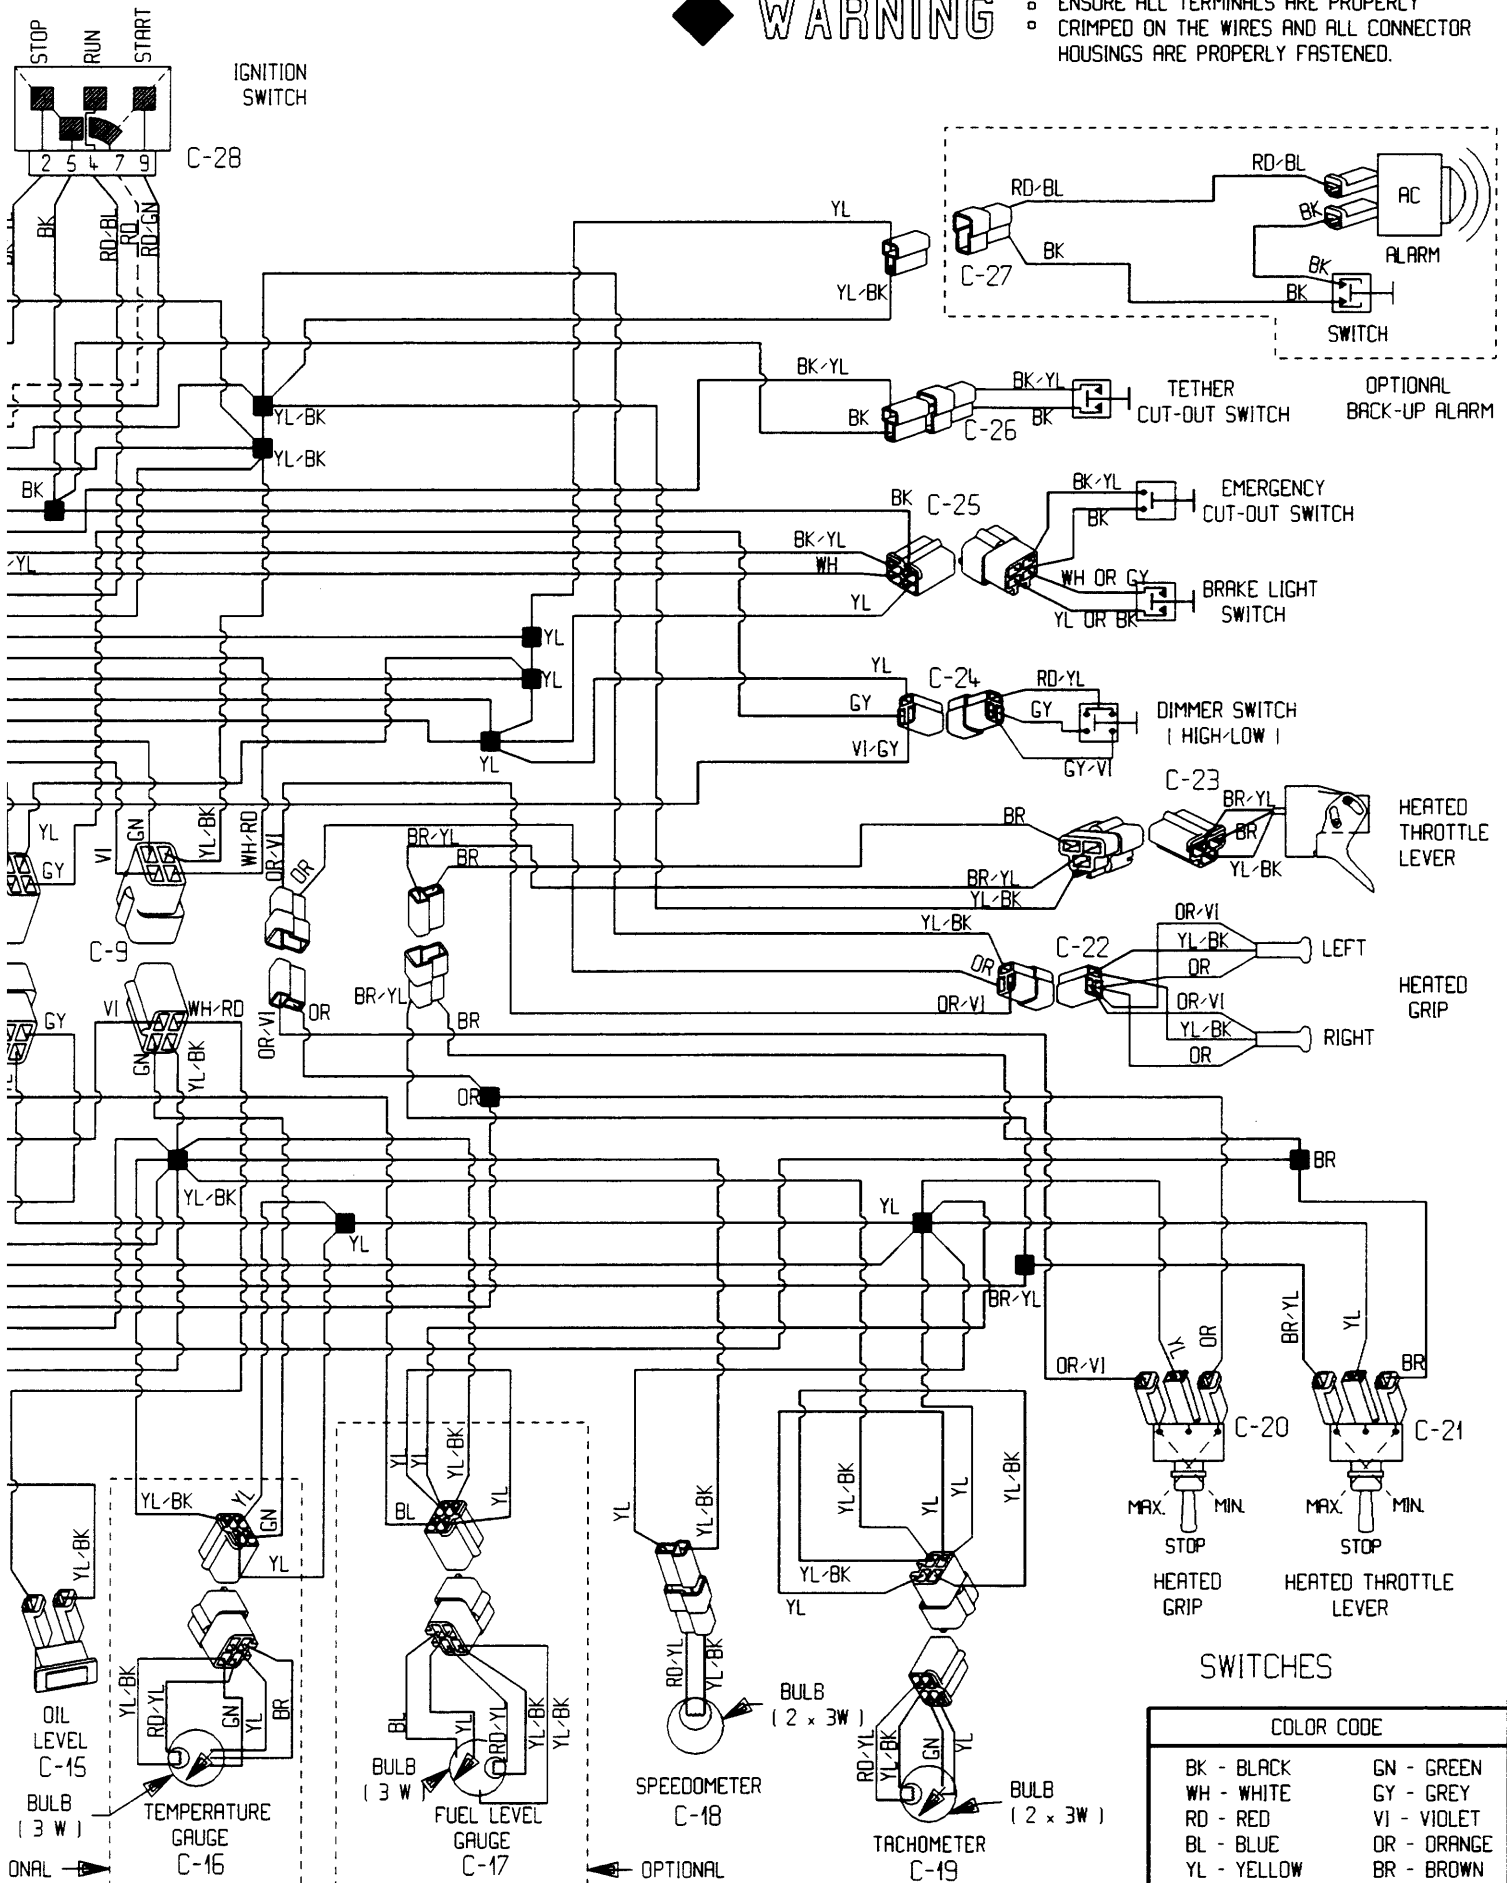 WARNING
▫ ENSURE ALL TERMINALS ARE PROPERLY
▫ CRIMPED ON THE WIRES AND ALL CONNECTOR
HOUSINGS ARE PROPERLY FASTENED.
STOP
RUN
START
IGNITION
SWITCH
2 5 4 7 9
C-28
BK
RD/BL
RD
RD/GN
YL
YL/BK
RD/BL
BK
C-27
RD/BL
BK
AC
ALARM
BK
BK
SWITCH
OPTIONAL
BACK-UP ALARM
YL/BK
YL/BK
BK
BK/YL
BK
C-26
BK/YL
BK
TETHER
CUT-OUT SWITCH
BK
C-25
BK/YL
BK
EMERGENCY
CUT-OUT SWITCH
BK/YL
WH
YL
WH OR GY
YL OR BK
BRAKE LIGHT
SWITCH
/YL
YL
YL
YL
YL
GY
VI/GY
C-24
RD/YL
GY
GY/VI
DIMMER SWITCH
( HIGH/LOW )
C-23
BR
BR/YL
YL/BK
BR/YL
BR
YL/BK
HEATED
THROTTLE
LEVER
YL
GY
VI
GN
YL/BK
WH/RD
OR/VI
OR
BR/YL
BR
C-9
YL/BK
OR
OR/VI
C-22
OR/VI
YL/BK
OR
LEFT
OR/VI
YL/BK
OR
RIGHT
HEATED
GRIP
GY
VI
WH/RD
GN
YL/BK
OR/VI
OR
BR/YL
BR
OR
BR
YL/BK
YL
YL
BR/YL
OR/VI
YL
OR
BR/YL
YL
BR
C-20
C-21
MAX.
MIN.
STOP
MAX.
MIN.
STOP
HEATED
GRIP
HEATED THROTTLE
LEVER
SWITCHES
YL/BK
OIL
LEVEL
C-15
YL/BK
YL
GN
YL
YL/BK
RD/YL
GN
YL
BR
BULB
( 3 W )
TEMPERATURE
GAUGE
C-16
ONAL
YL
YL
YL/BK
BL
YL
BL
YL
RD/YL
YL/BK
YL/BK
BULB
( 3 W )
FUEL LEVEL
GAUGE
C-17
OPTIONAL
YL
YL/BK
RD/YL
YL/BK
BULB
( 2 x 3W )
SPEEDOMETER
C-18
YL/BK
YL
YL
YL/BK
YL/BK
YL
RD/YL
YL/BK
GN
YL
BULB
( 2 x 3W )
TACHOMETER
C-19
COLOR CODE
BK - BLACK GN - GREEN
WH - WHITE GY - GREY
RD - RED VI - VIOLET
BL - BLUE OR - ORANGE
YL - YELLOW BR - BROWN